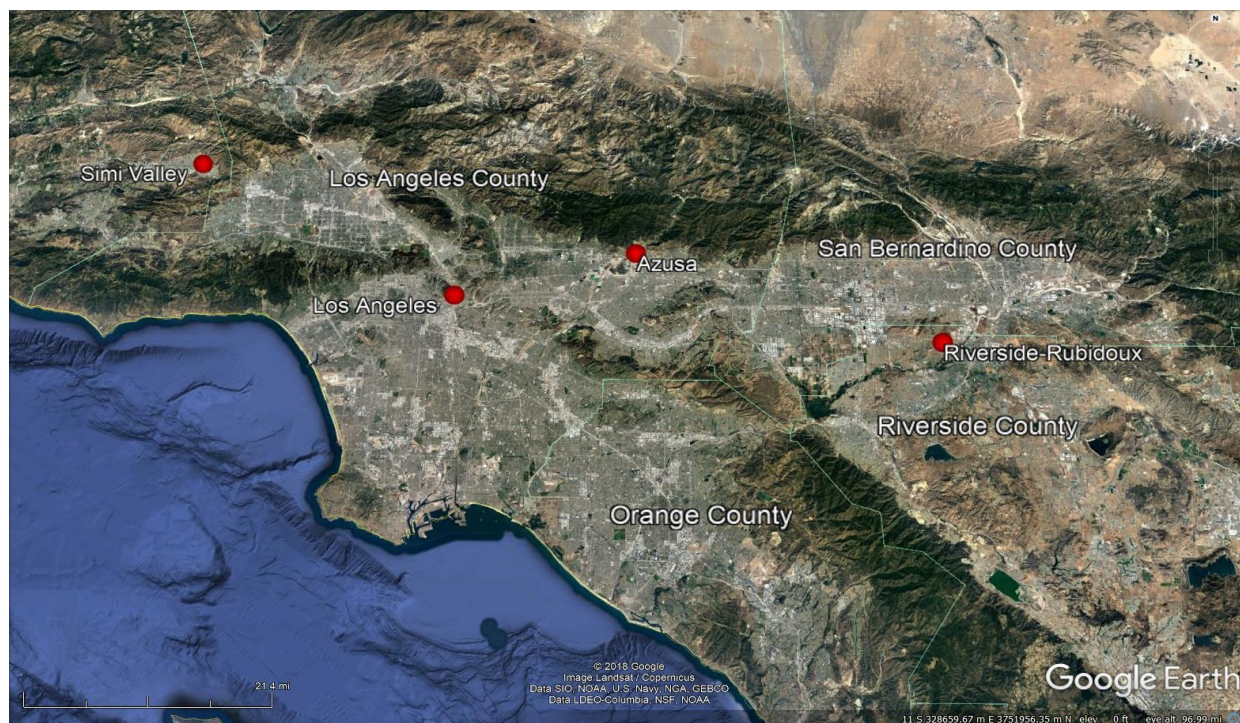 N
Simi Valley
Los Angeles County
San Bernardino County
Azusa
Los Angeles
Riverside-Rubidoux
Riverside County
Orange County
© 2018 Google
Image Landsat / Copernicus
Data SIO, NOAA, U.S. Navy, NGA, GEBCO
Data LDEO-Columbia, NSF, NOAA
21.4 mi
Google Earth
11 S 328659.67 m E 3751956.35 m N elev 0 ft eye alt 96.99 mi